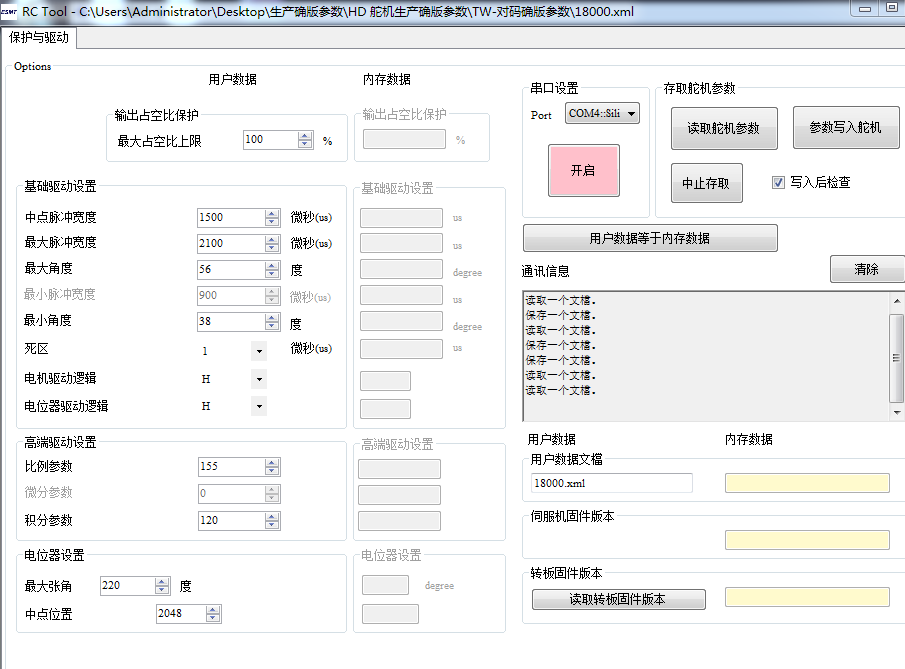 ESMT RC Tool - C:\Users\Administrator\Desktop\生产确版参数\HD 舵机生产确版参数\TW-对码确版参数\18000.xml
保护与驱动
Options
用户数据 内存数据
输出占空比保护 输出占空比保护
最大占空比上限 100 % %
基础驱动设置 基础驱动设置
中点脉冲宽度 1500 微秒(us) us
最大脉冲宽度 2100 微秒(us) us
最大角度 56 度 degree
最小脉冲宽度 900 微秒(us) us
最小角度 38 度 degree
死区 1 微秒(us) us
电机驱动逻辑 H
电位器驱动逻辑 H
高端驱动设置 高端驱动设置
比例参数 155
微分参数 0
积分参数 120
电位器设置 电位器设置
最大张角 220 度 degree
中点位置 2048
串口设置
Port COM4::Sili
开启
存取舵机参数
读取舵机参数 参数写入舵机
中止存取 写入后检查
用户数据等于内存数据
通讯信息 清除
读取一个文檔.
保存一个文檔.
读取一个文檔.
保存一个文檔.
保存一个文檔.
读取一个文檔.
读取一个文檔.
用户数据 内存数据
用户数据文檔
18000.xml
伺服机固件版本
转板固件版本
读取转板固件版本